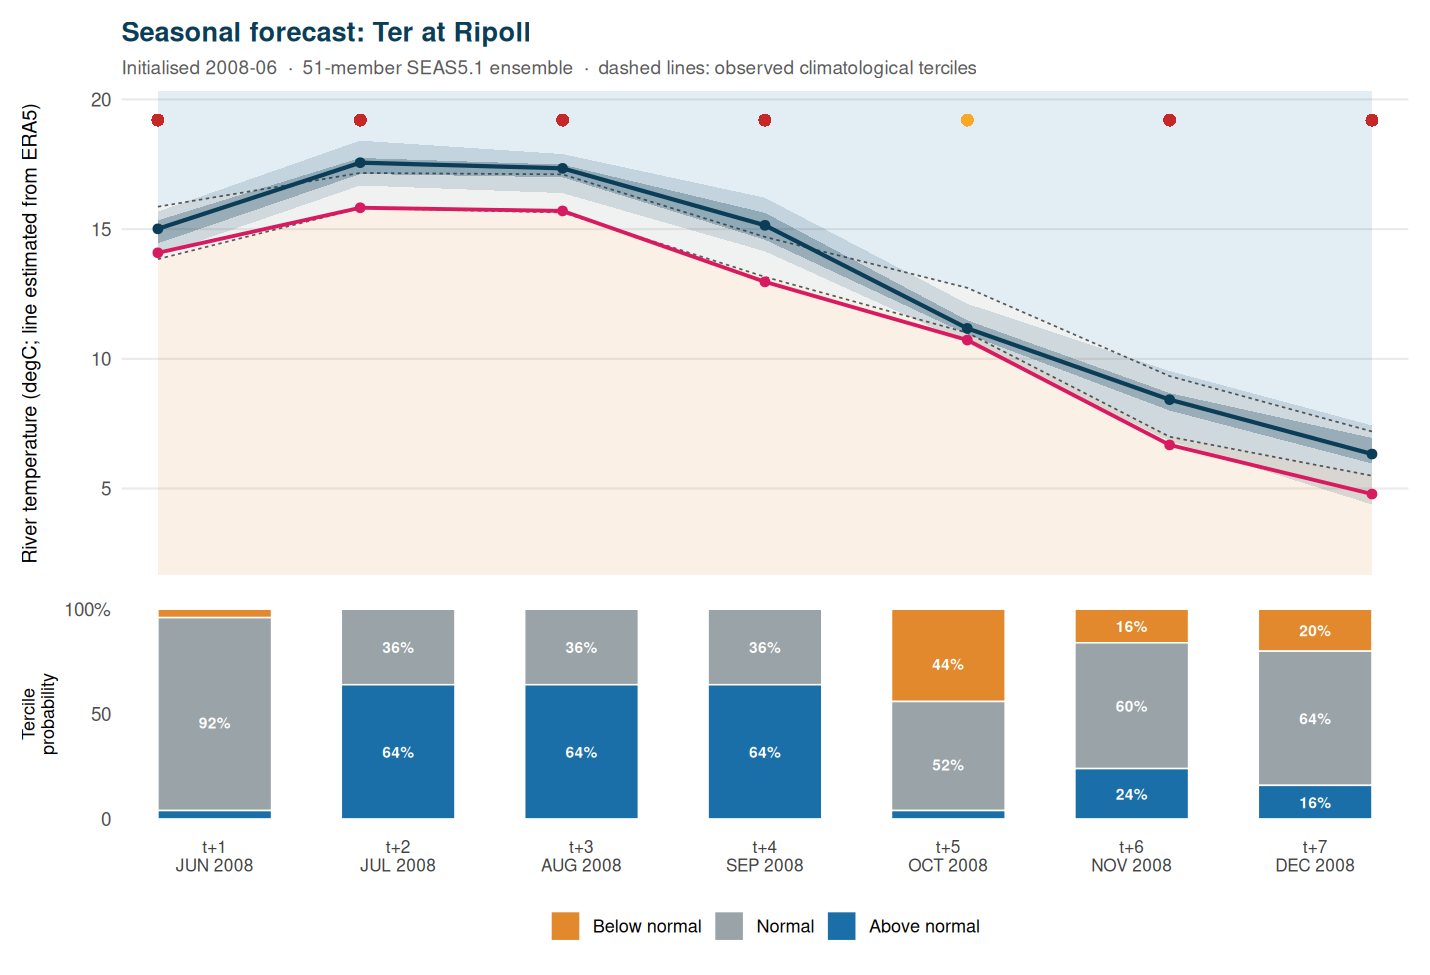 Seasonal forecast: Ter at Ripoll
Initialised 2008-06 · 51-member SEAS5.1 ensemble · dashed lines: observed climatological terciles
River temperature (degC; line estimated from ERA5)
20
15
10
5
Tercile
probability
100%
50
0
92%
36%
64%
36%
64%
36%
64%
44%
52%
16%
60%
24%
20%
64%
16%
t+1
JUN 2008
t+2
JUL 2008
t+3
AUG 2008
t+4
SEP 2008
t+5
OCT 2008
t+6
NOV 2008
t+7
DEC 2008
Below normal
Normal
Above normal